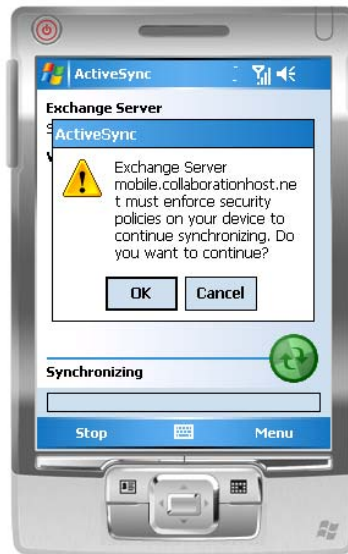 ActiveSync
Exchange Server
S
ActiveSync
Exchange Server
mobile.collaborationhost.ne
t must enforce security
policies on your device to
continue synchronizing. Do
you want to continue?
OK Cancel
Synchronizing
Stop Menu